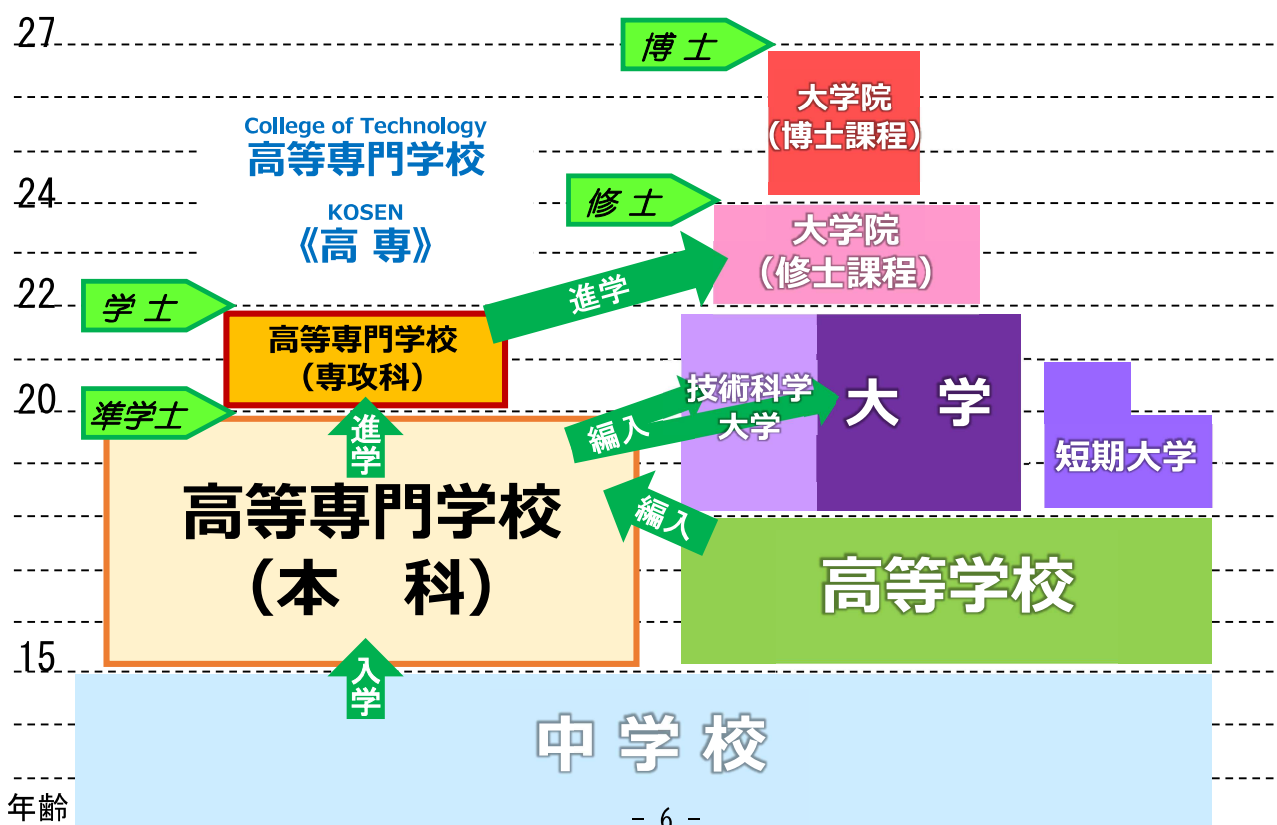 27
博 士
大学院
（博士課程）
College of Technology
高等専門学校
24
修 士
KOSEN
《高 専》
大学院
（修士課程）
進学
22
学 士
高等専門学校
（専攻科）
20
準学士
進学
編入
技術科学
大学
大 学
短期大学
高等専門学校
（本 科）
編入
高等学校
15
入学
中 学 校
年齢
- 6 -